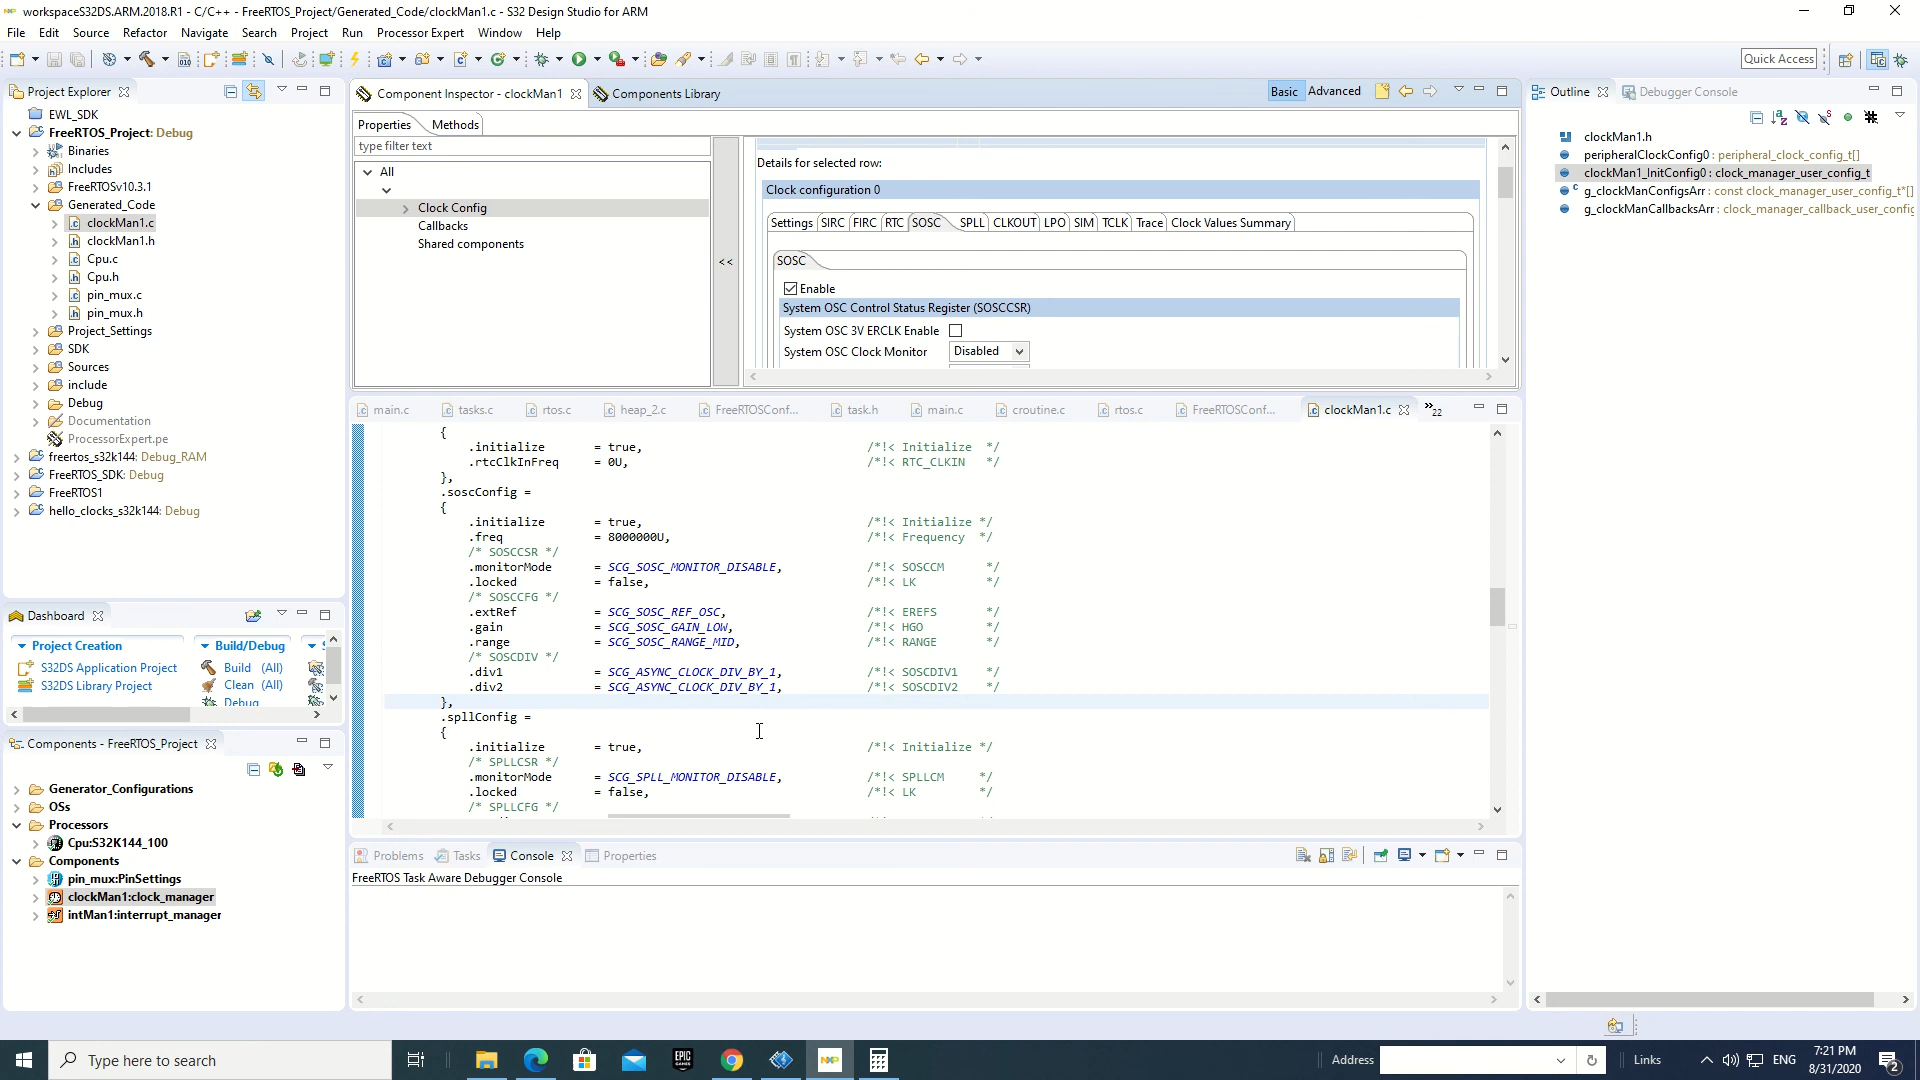 workspaceS32DS.ARM.2018.R1 - C/C++ - FreeRTOS_Project/Generated_Code/clockMan1.c - S32 Design Studio for ARM
File Edit Source Refactor Navigate Search Project Run Processor Expert Window Help
Quick Access
Project Explorer
EWL_SDK
FreeRTOS_Project: Debug
Binaries
Includes
FreeRTOSv10.3.1
Generated_Code
clockMan1.c
clockMan1.h
Cpu.c
Cpu.h
pin_mux.c
pin_mux.h
Project_Settings
SDK
Sources
include
Debug
Documentation
ProcessorExpert.pe
freertos_s32k144: Debug_RAM
FreeRTOS_SDK: Debug
FreeRTOS1
hello_clocks_s32k144: Debug
Dashboard
Project Creation
S32DS Application Project
S32DS Library Project
Build/Debug
Build (All)
Clean (All)
Debug
Components - FreeRTOS_Project
Generator_Configurations
OSs
Processors
Cpu:S32K144_100
Components
pin_mux:PinSettings
clockMan1:clock_manager
intMan1:interrupt_manager
Component Inspector - clockMan1 Components Library
Basic Advanced
Properties Methods
type filter text
All
Clock Config
Callbacks
Shared components
<<
Details for selected row:
Clock configuration 0
Settings SIRC FIRC RTC SOSC SPLL CLKOUT LPO SIM TCLK Trace Clock Values Summary
SOSC
Enable
System OSC Control Status Register (SOSCCSR)
System OSC 3V ERCLK Enable
System OSC Clock Monitor Disabled
main.c tasks.c rtos.c heap_2.c FreeRTOSConf... task.h main.c croutine.c rtos.c FreeRTOSConf... clockMan1.c »22
{
.initialize = true, /*!< Initialize */
.rtcClkInFreq = 0U, /*!< RTC_CLKIN */
},
.soscConfig =
{
.initialize = true, /*!< Initialize */
.freq = 8000000U, /*!< Frequency */
/* SOSCCSR */
.monitorMode = SCG_SOSC_MONITOR_DISABLE, /*!< SOSCCM */
.locked = false, /*!< LK */
/* SOSCCFG */
.extRef = SCG_SOSC_REF_OSC, /*!< EREFS */
.gain = SCG_SOSC_GAIN_LOW, /*!< HGO */
.range = SCG_SOSC_RANGE_MID, /*!< RANGE */
/* SOSCDIV */
.div1 = SCG_ASYNC_CLOCK_DIV_BY_1, /*!< SOSCDIV1 */
.div2 = SCG_ASYNC_CLOCK_DIV_BY_1, /*!< SOSCDIV2 */
},
.spllConfig =
{
.initialize = true, /*!< Initialize */
/* SPLLCSR */
.monitorMode = SCG_SPLL_MONITOR_DISABLE, /*!< SPLLCM */
.locked = false, /*!< LK */
/* SPLLCFG */
Problems Tasks Console Properties
FreeRTOS Task Aware Debugger Console
Outline Debugger Console
clockMan1.h
peripheralClockConfig0 : peripheral_clock_config_t[]
clockMan1_InitConfig0 : clock_manager_user_config_t
g_clockManConfigsArr : const clock_manager_user_config_t*[]
g_clockManCallbacksArr : clock_manager_callback_user_config
Type here to search
EPIC GAMES
NXP
Address
Links
ENG
7:21 PM
8/31/2020
2